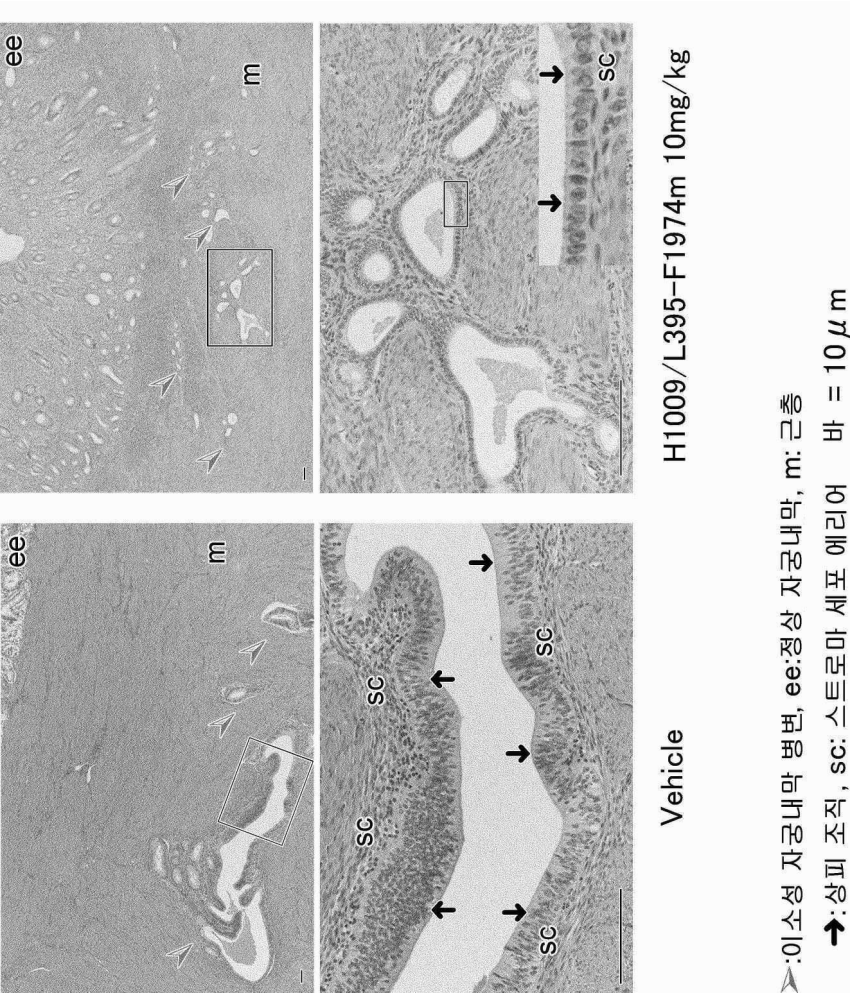 ee
ee
m
m
sc
sc
sc
sc
sc
Vehicle
H1009/L395-F1974m 10mg/kg
:이소성 자궁내막 병변, ee:정상 자궁내막, m: 근층
➔:상피 조직, sc: 스트로마 세포 에리어 바 = 10μm